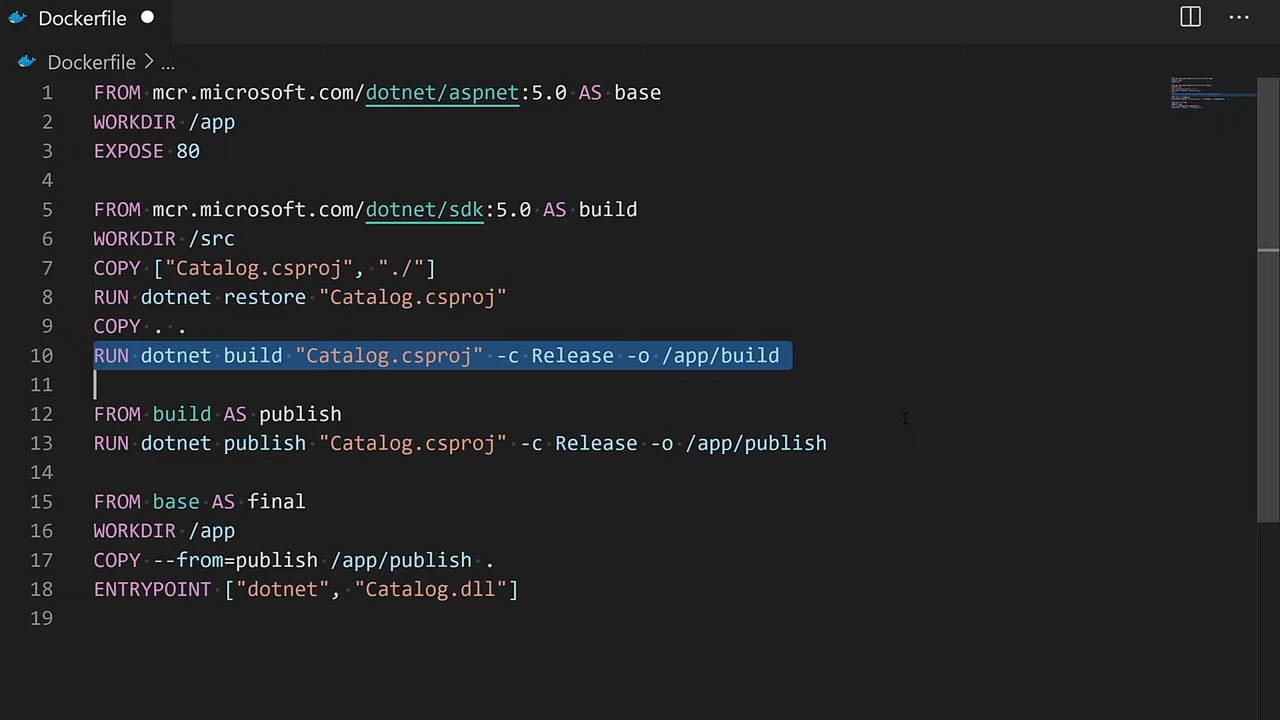 Dockerfile
Dockerfile > ...
1 FROM mcr.microsoft.com/dotnet/aspnet:5.0 AS base
2 WORKDIR /app
3 EXPOSE 80
4
5 FROM mcr.microsoft.com/dotnet/sdk:5.0 AS build
6 WORKDIR /src
7 COPY ["Catalog.csproj", "./"]
8 RUN dotnet restore "Catalog.csproj"
9 COPY . .
10 RUN dotnet build "Catalog.csproj" -c Release -o /app/build
11
12 FROM build AS publish
13 RUN dotnet publish "Catalog.csproj" -c Release -o /app/publish
14
15 FROM base AS final
16 WORKDIR /app
17 COPY --from=publish /app/publish .
18 ENTRYPOINT ["dotnet", "Catalog.dll"]
19